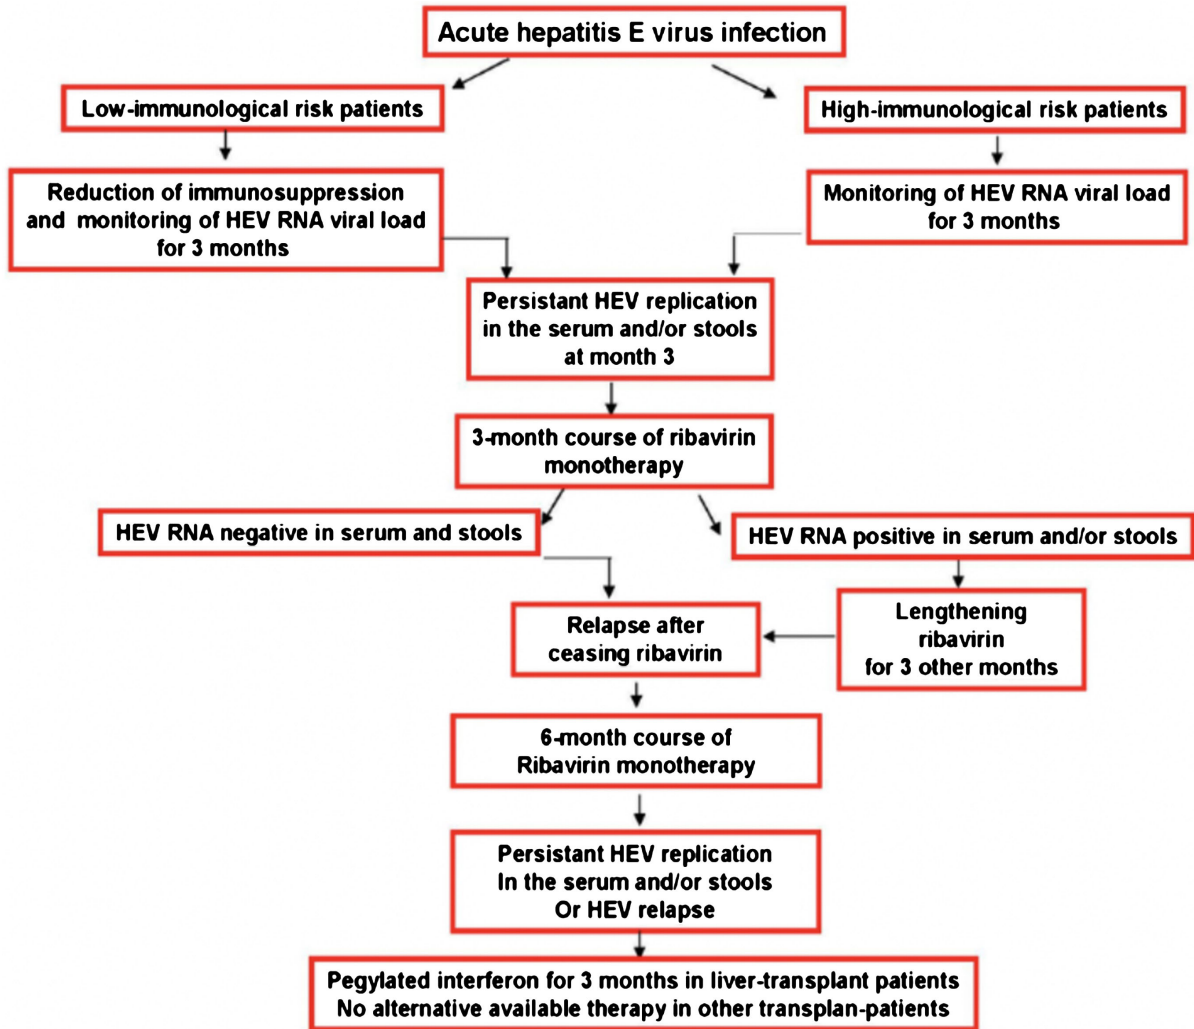 Acute hepatitis E virus infection
Low-immunological risk patients
High-immunological risk patients
Reduction of immunosuppression
and monitoring of HEV RNA viral load
for 3 months
Monitoring of HEV RNA viral load
for 3 months
Persistant HEV replication
in the serum and/or stools
at month 3
3-month course of ribavirin
monotherapy
HEV RNA negative in serum and stools
HEV RNA positive in serum and/or stools
Relapse after
ceasing ribavirin
Lengthening
ribavirin
for 3 other months
6-month course of
Ribavirin monotherapy
Persistant HEV replication
In the serum and/or stools
Or HEV relapse
Pegylated interferon for 3 months in liver-transplant patients
No alternative available therapy in other transplan-patients